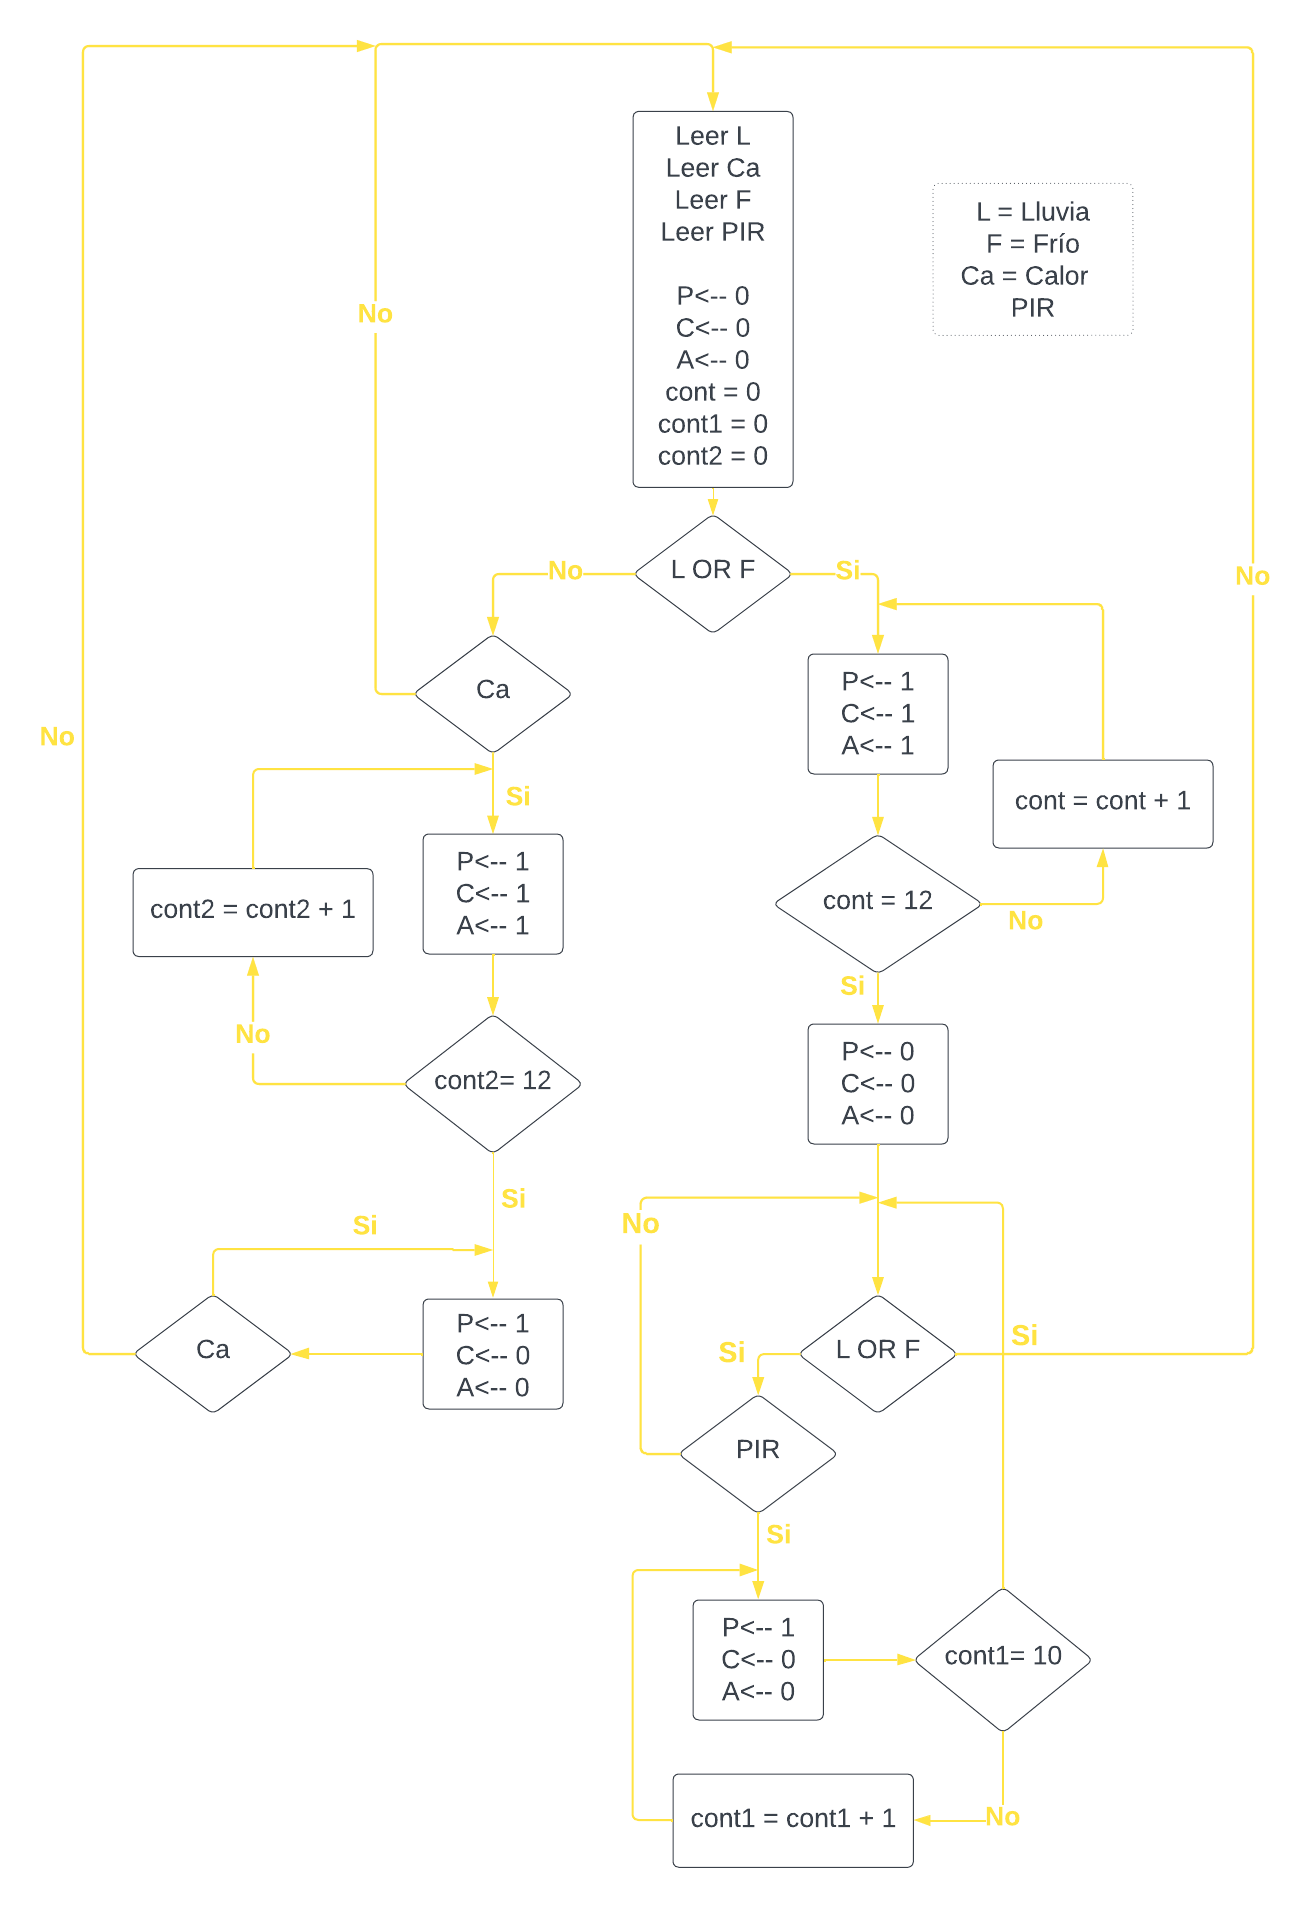 Leer L
Leer Ca
Leer F
Leer PIR
P<-- 0
C<-- 0
A<-- 0
cont = 0
cont1 = 0
cont2 = 0
L = Lluvia
F = Frío
Ca = Calor
PIR
No
No
L OR F
Si
No
Ca
No
Si
P<-- 1
C<-- 1
A<-- 1
cont = cont + 1
cont = 12
No
Si
P<-- 1
C<-- 1
A<-- 1
cont2 = cont2 + 1
No
cont2= 12
Si
P<-- 0
C<-- 0
A<-- 0
Si
Ca
P<-- 1
C<-- 0
A<-- 0
No
Si
L OR F
Si
PIR
Si
P<-- 1
C<-- 0
A<-- 0
cont1= 10
No
cont1 = cont1 + 1